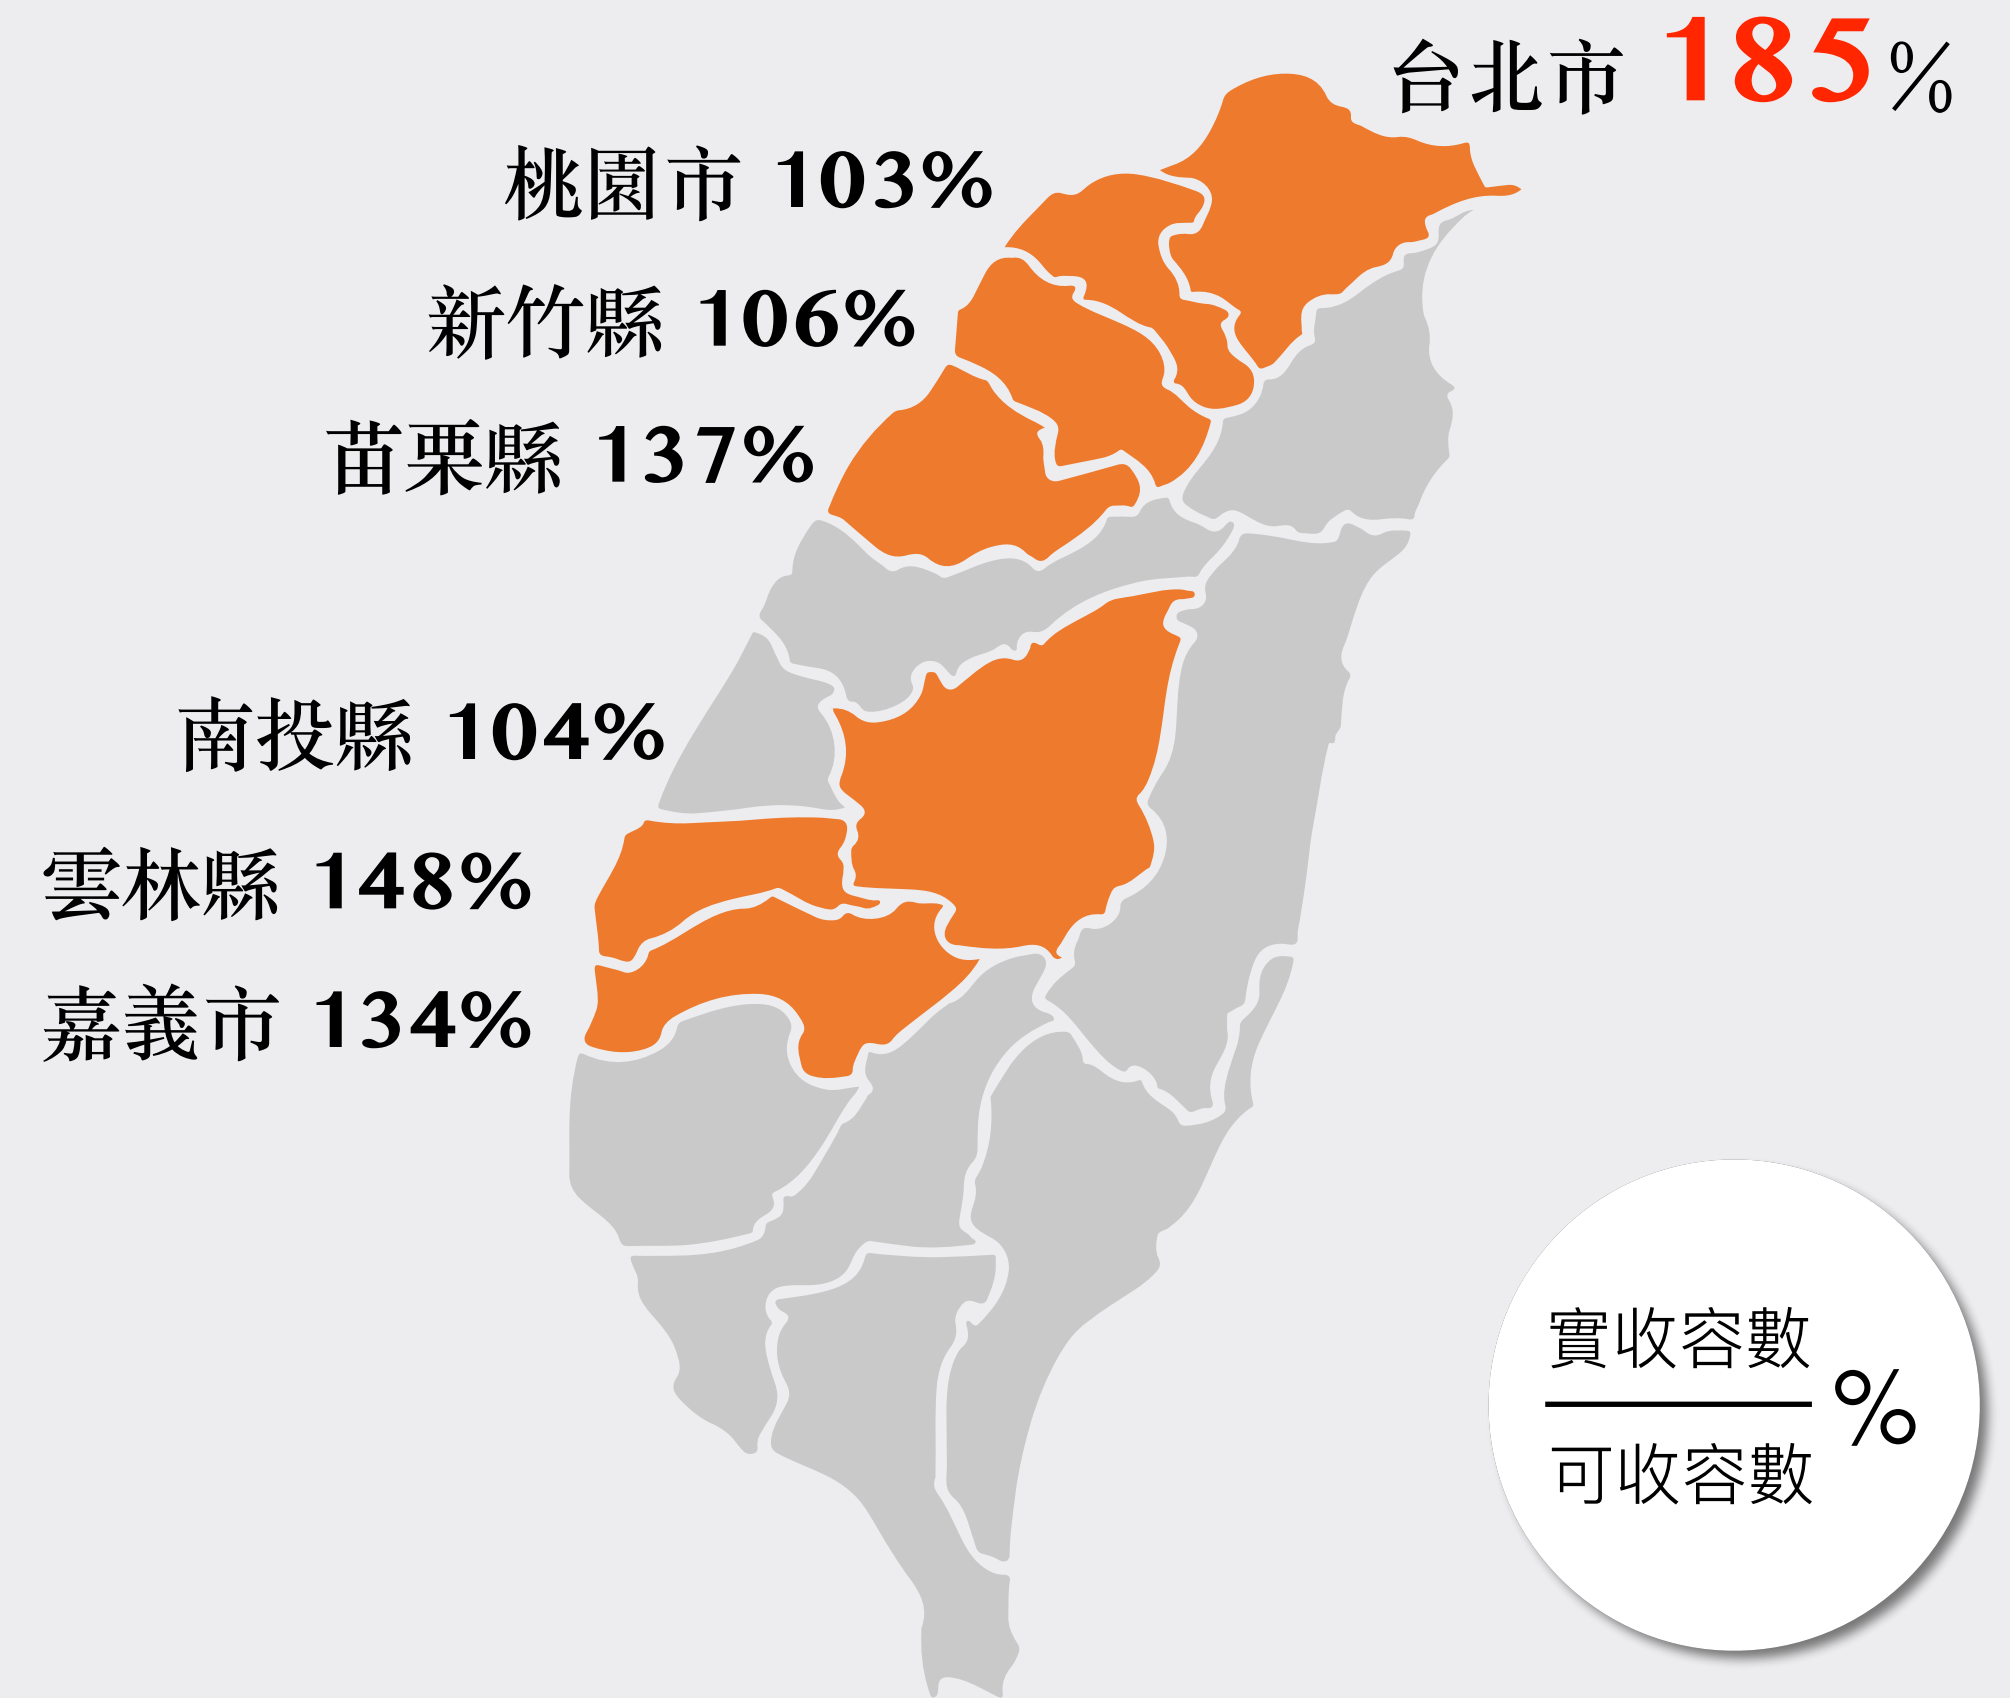 台北市 185%
桃園市 103%
新竹縣 106%
苗栗縣 137%
南投縣 104%
雲林縣 148%
嘉義市 134%
實收容數
%
可收容數